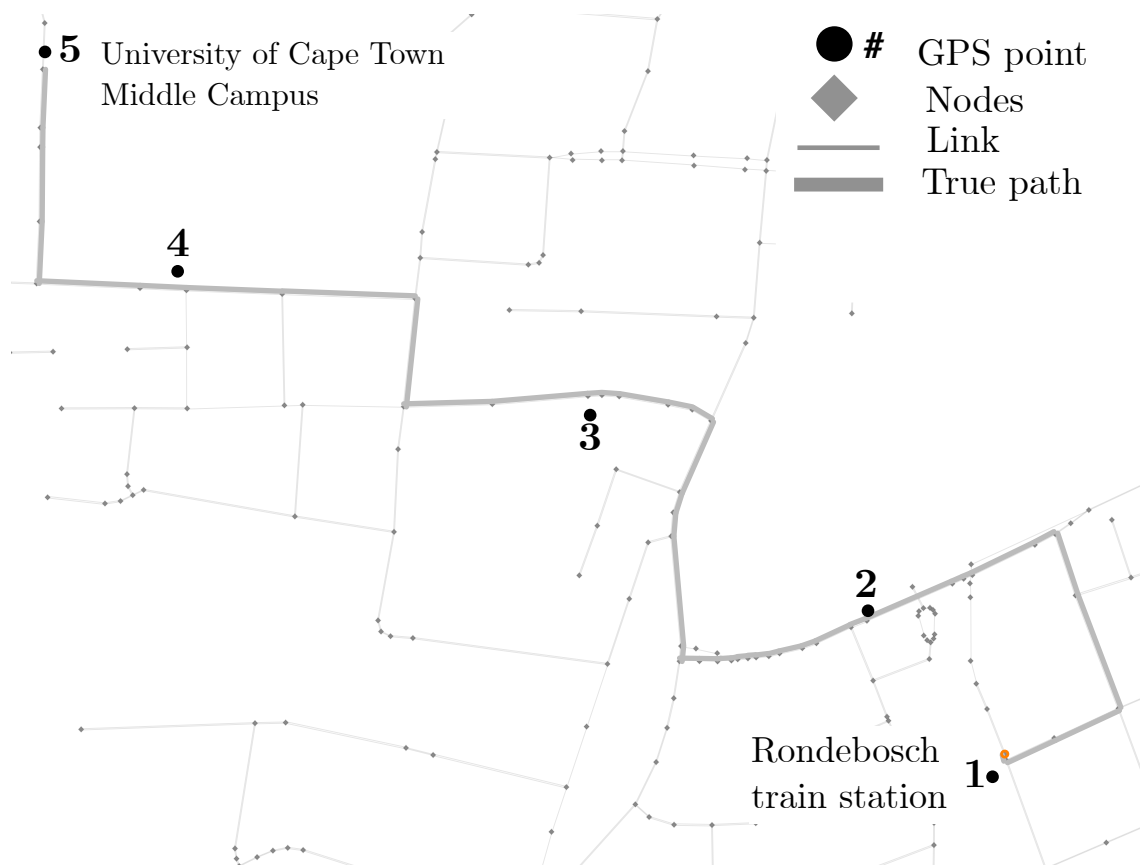 5 University of Cape Town
Middle Campus
# GPS point
Nodes
Link
True path
4
3
2
Rondebosch
1
train station